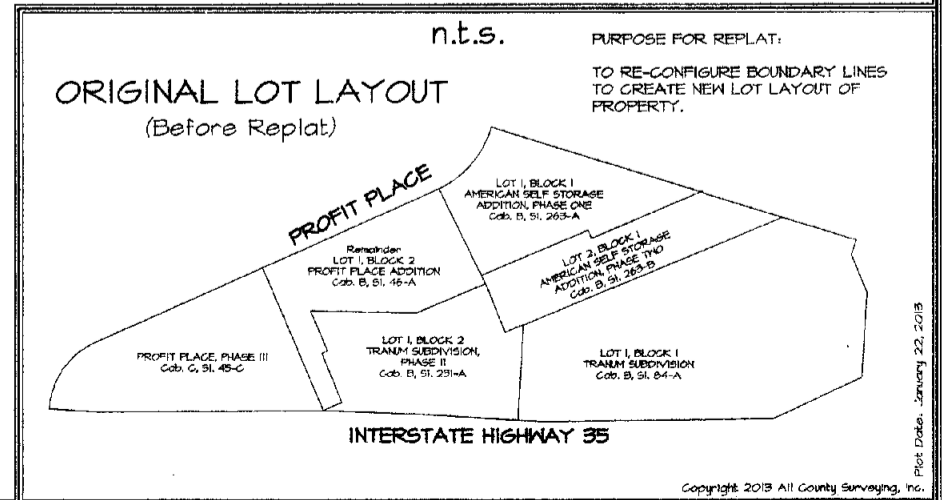 n.t.s.
ORIGINAL LOT LAYOUT
(Before Replat)
PURPOSE FOR REPLAT:
TO RE-CONFIGURE BOUNDARY LINES
TO CREATE NEW LOT LAYOUT OF
PROPERTY.
PROFIT PLACE
LOT 1, BLOCK 1
AMERICAN SELF STORAGE
ADDITION, PHASE ONE
Cab. B, Sl. 263-A
Remainder
LOT 1, BLOCK 2
PROFIT PLACE ADDITION
Cab. B, Sl. 46-A
LOT 2, BLOCK 1
AMERICAN SELF STORAGE
ADDITION, PHASE TWO
Cab. B, Sl. 263-B
PROFIT PLACE, PHASE III
Cab. C, Sl. 45-C
LOT 1, BLOCK 2
TRANUM SUBDIVISION,
PHASE II
Cab. B, Sl. 231-A
LOT 1, BLOCK 1
TRANUM SUBDIVISION
Cab. B, Sl. 84-A
INTERSTATE HIGHWAY 35
Plot Date: January 22, 2013
Copyright 2013 All County Surveying, Inc.